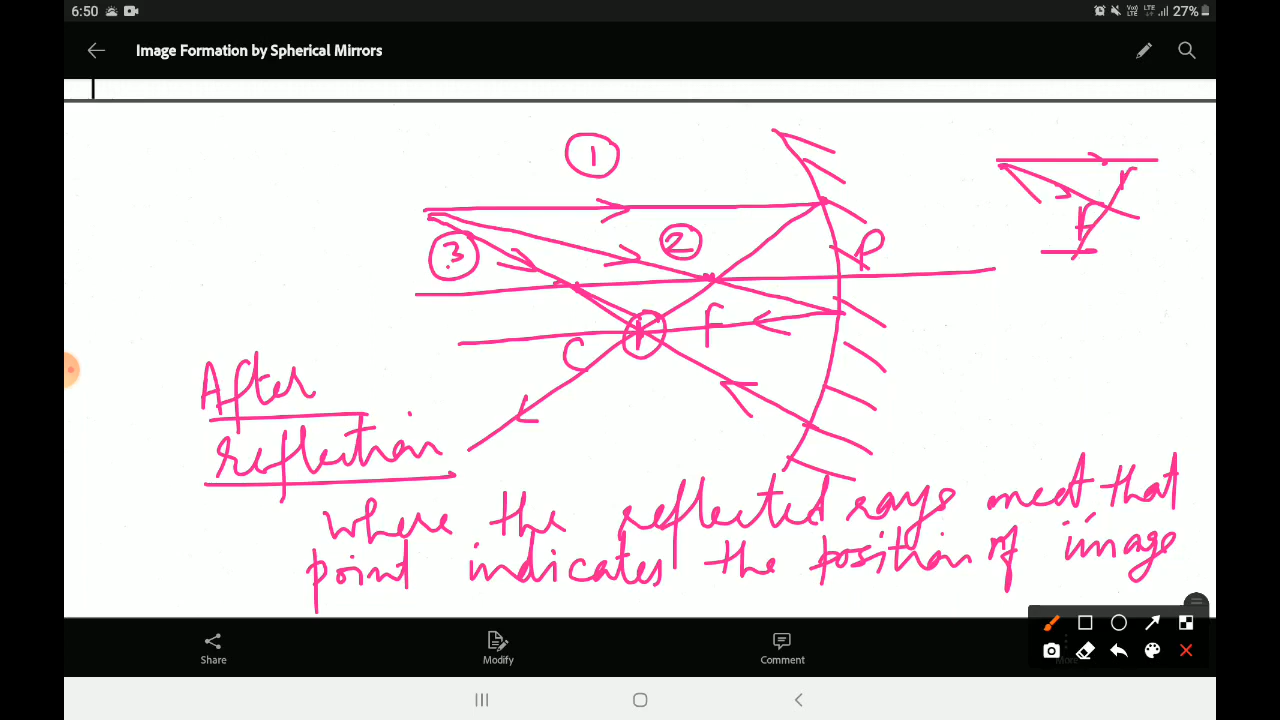 6:50 27%
Image Formation by Spherical Mirrors
1
2
3
P
F
C
After
reflection
where the reflected rays meet that
point indicates the position of image
Share Modify Comment More